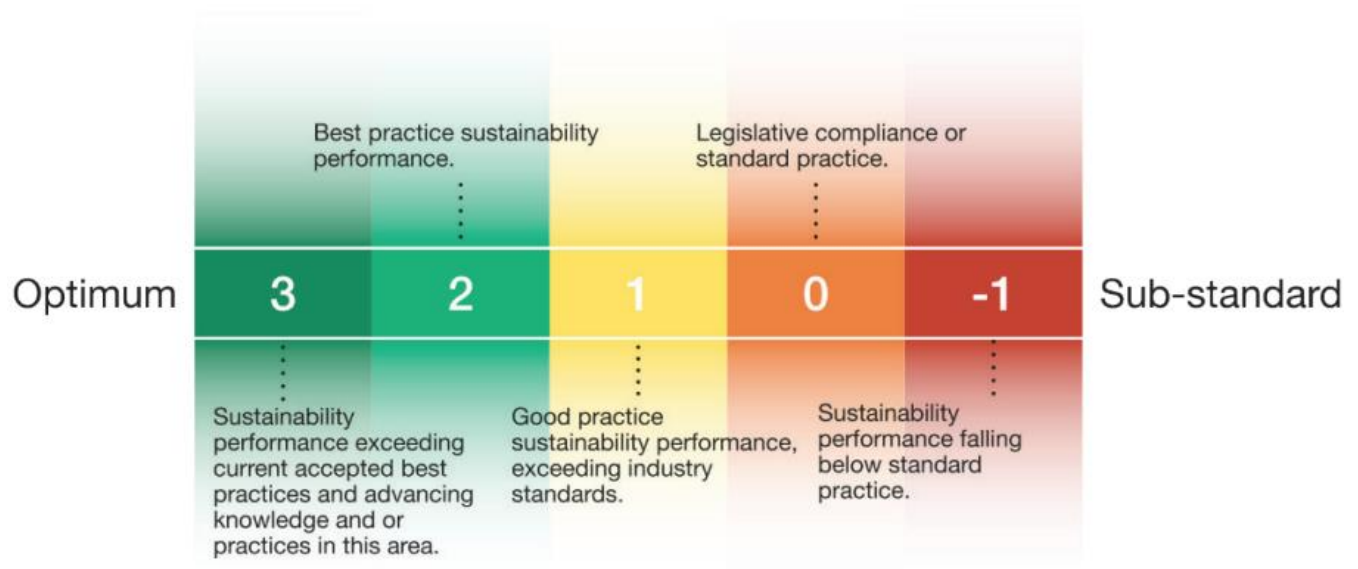 Best practice sustainability
performance.
Legislative compliance or
standard practice.
Optimum
3
2
1
0
-1
Sub-standard
Sustainability
performance exceeding
current accepted best
practices and advancing
knowledge and or
practices in this area.
Good practice
sustainability performance,
exceeding industry
standards.
Sustainability
performance falling
below standard
practice.